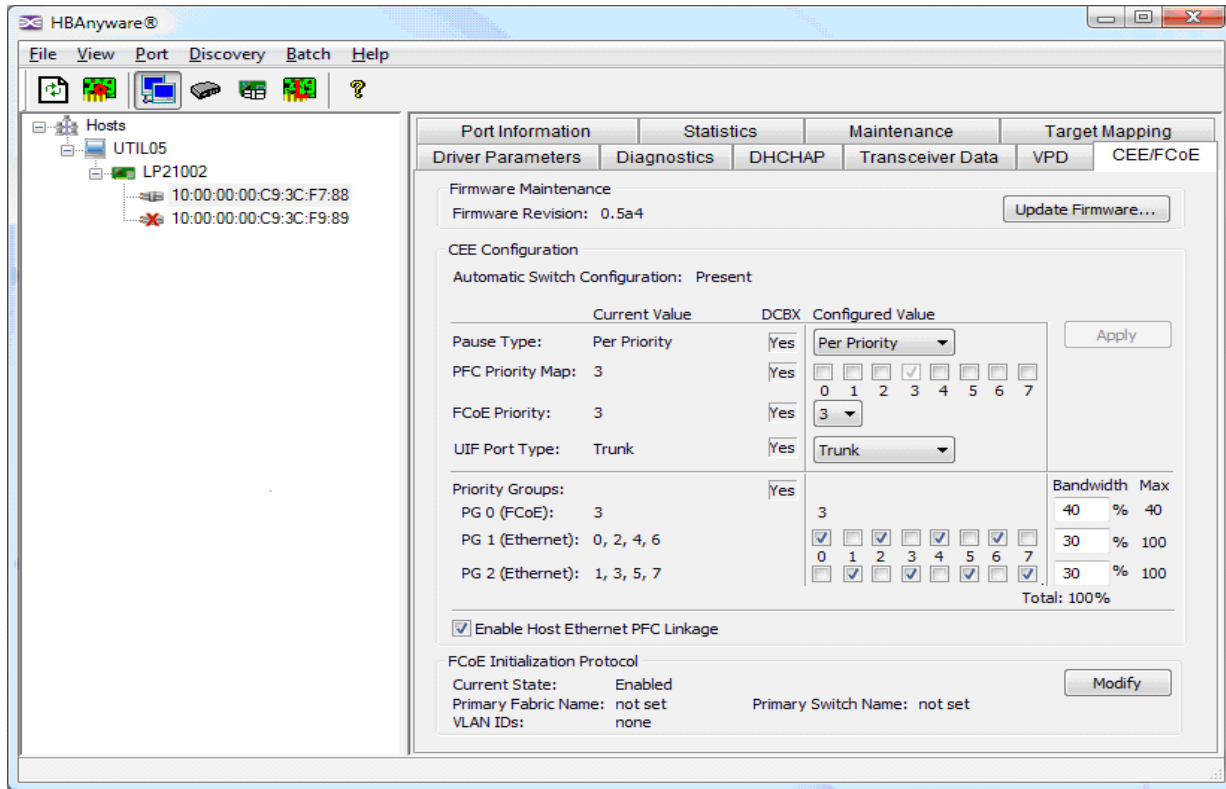 HBAnyware®
File View Port Discovery Batch Help
Hosts
UTIL05
LP21002
10:00:00:00:C9:3C:F7:88
10:00:00:00:C9:3C:F9:89
Port Information Statistics Maintenance Target Mapping
Driver Parameters Diagnostics DHCHAP Transceiver Data VPD CEE/FCoE
Firmware Maintenance
Firmware Revision: 0.5a4 Update Firmware...
CEE Configuration
Automatic Switch Configuration: Present
Current Value DCBX Configured Value
Pause Type: Per Priority Yes Per Priority Apply
PFC Priority Map: 3 Yes
0 1 2 3 4 5 6 7
FCoE Priority: 3 Yes 3
UIF Port Type: Trunk Yes Trunk
Priority Groups: Yes Bandwidth Max
PG 0 (FCoE): 3 3 40 % 40
PG 1 (Ethernet): 0, 2, 4, 6 30 % 100
0 1 2 3 4 5 6 7
PG 2 (Ethernet): 1, 3, 5, 7 30 % 100
Total: 100%
Enable Host Ethernet PFC Linkage
FCoE Initialization Protocol
Current State: Enabled Modify
Primary Fabric Name: not set Primary Switch Name: not set
VLAN IDs: none